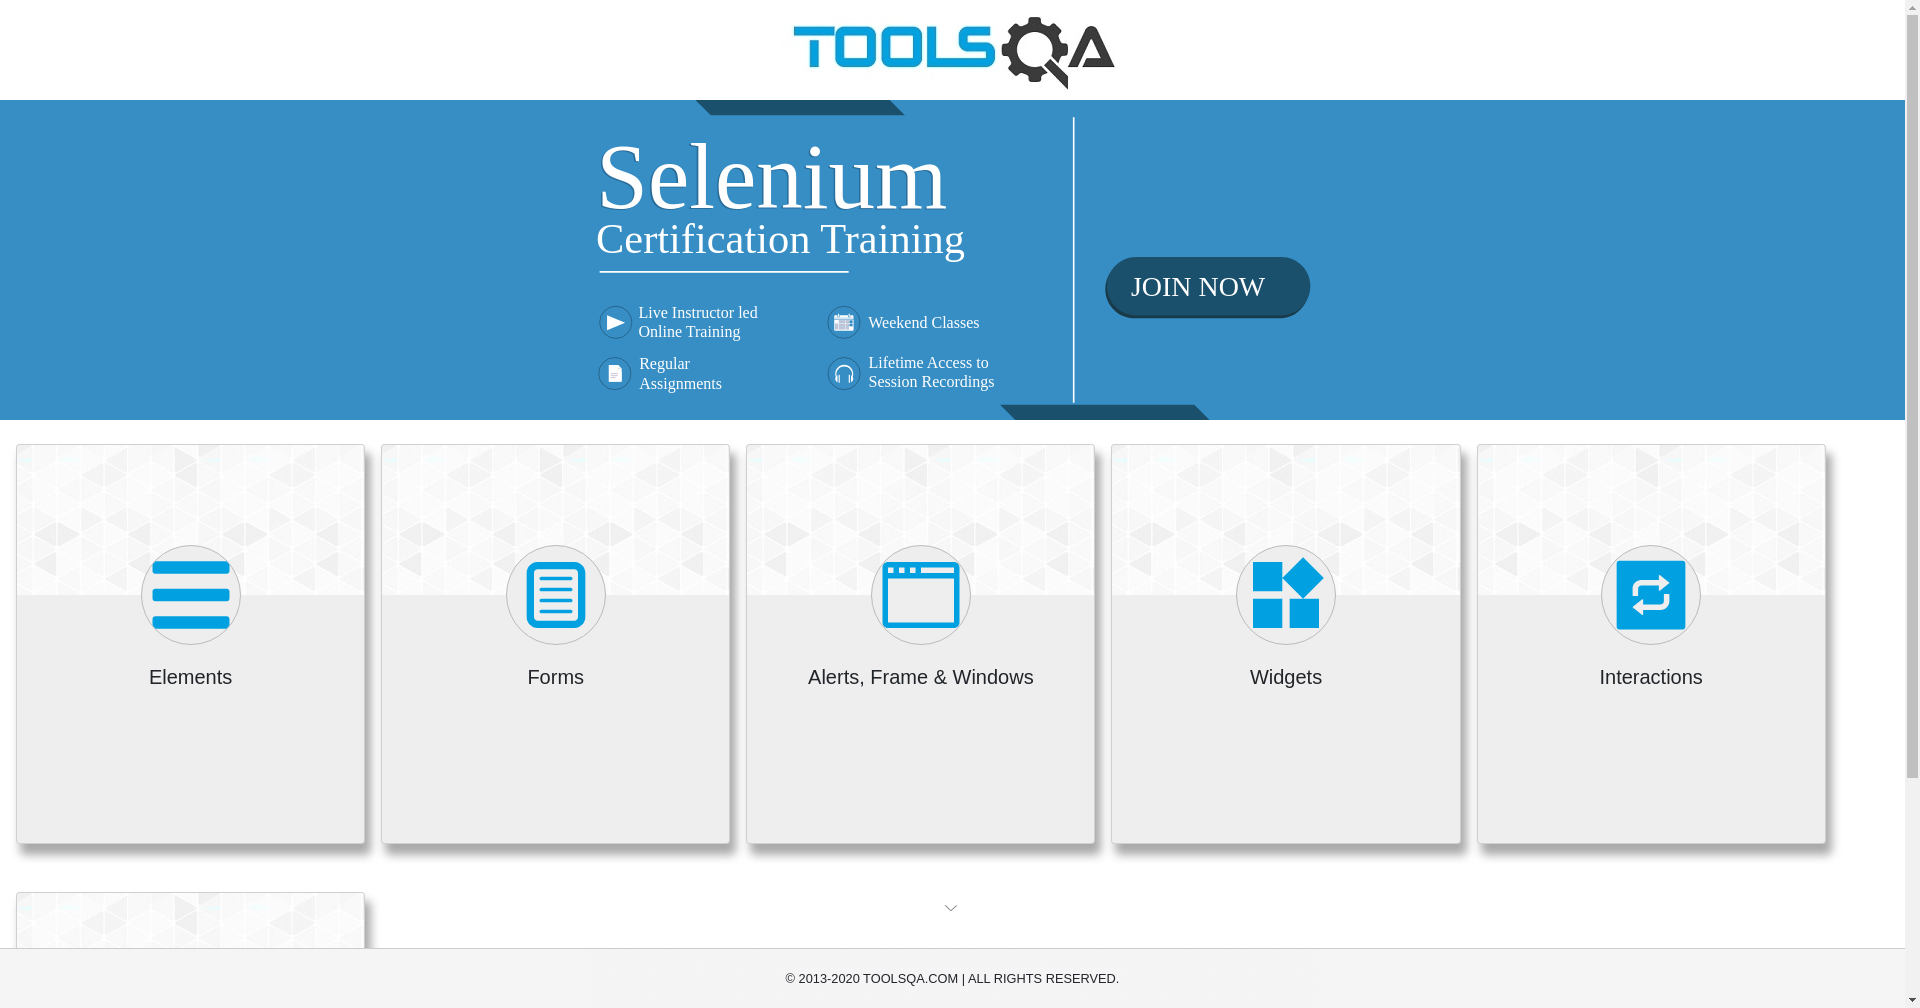 TOOLSQA
Selenium
Certification Training
Live Instructor led
Online Training
Weekend Classes
Regular
Assignments
Lifetime Access to
Session Recordings
JOIN NOW
Elements
Forms
Alerts, Frame & Windows
Widgets
Interactions
© 2013-2020 TOOLSQA.COM | ALL RIGHTS RESERVED.